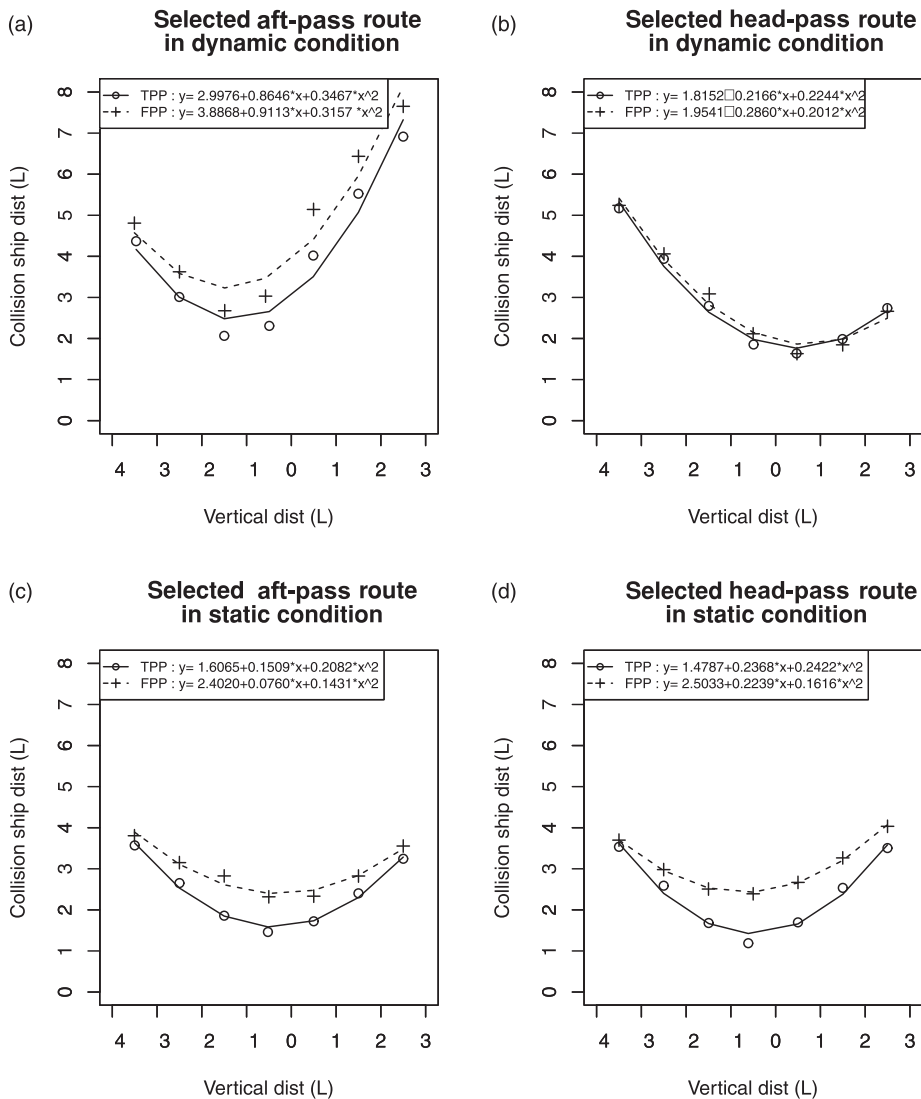 (a)
Selected aft-pass route
in dynamic condition
TPP : y= 2.9976+0.8646*x+0.3467*x^2
FPP : y= 3.8868+0.9113*x+0.3157 *x^2
Collision ship dist (L)
8
7
6
5
4
3
2
1
0
4 3 2 1 0 1 2 3
Vertical dist (L)
(b)
Selected head-pass route
in dynamic condition
TPP : y= 1.8152□0.2166*x+0.2244*x^2
FPP : y= 1.9541□0.2860*x+0.2012*x^2
Collision ship dist (L)
8
7
6
5
4
3
2
1
0
4 3 2 1 0 1 2 3
Vertical dist (L)
(c)
Selected aft-pass route
in static condition
TPP : y= 1.6065+0.1509*x+0.2082*x^2
FPP : y= 2.4020+0.0760*x+0.1431*x^2
Collision ship dist (L)
8
7
6
5
4
3
2
1
0
4 3 2 1 0 1 2 3
Vertical dist (L)
(d)
Selected head-pass route
in static condition
TPP : y= 1.4787+0.2368*x+0.2422*x^2
FPP : y= 2.5033+0.2239*x+0.1616*x^2
Collision ship dist (L)
8
7
6
5
4
3
2
1
0
4 3 2 1 0 1 2 3
Vertical dist (L)